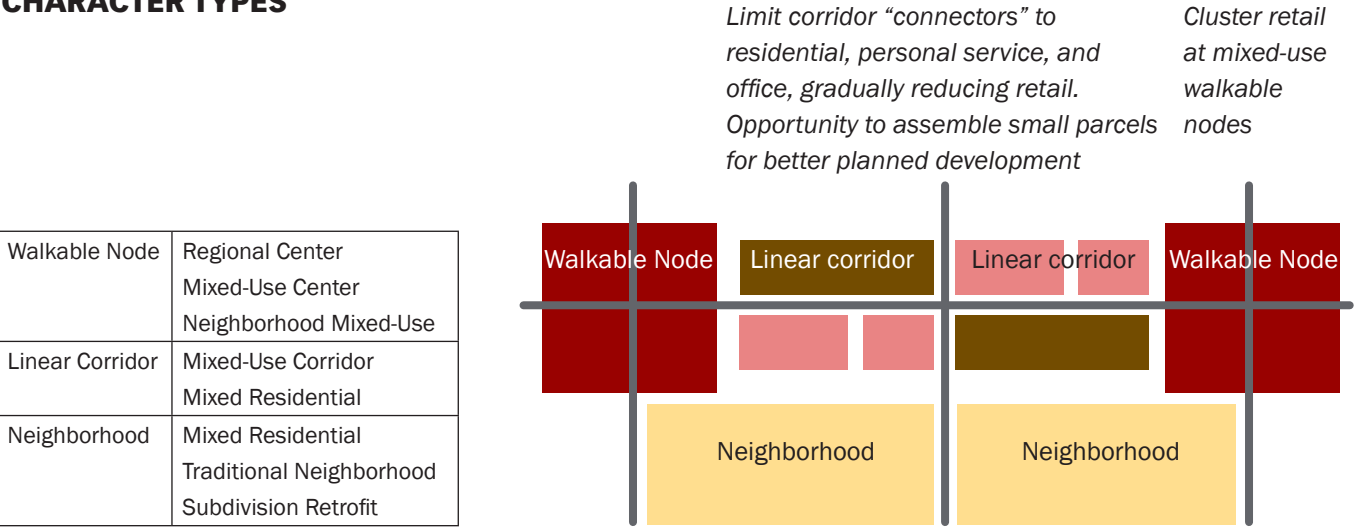 CHARACTER TYPES
Limit corridor “connectors” to
residential, personal service, and
office, gradually reducing retail.
Opportunity to assemble small parcels
for better planned development
Cluster retail
at mixed-use
walkable
nodes
Walkable Node
Regional Center
Mixed-Use Center
Neighborhood Mixed-Use
Linear Corridor
Mixed-Use Corridor
Mixed Residential
Neighborhood
Mixed Residential
Traditional Neighborhood
Subdivision Retrofit
Walkable Node
Linear corridor
Linear corridor
Walkable Node
Neighborhood
Neighborhood